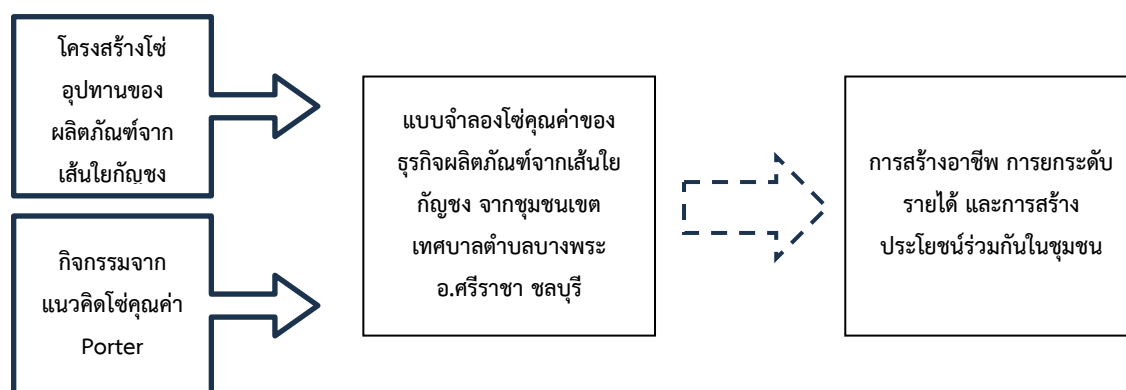 โครงสร้างโซ่
อุปทานของ
ผลิตภัณฑ์จาก
เส้นใยกัญชง
กิจกรรมจาก
แนวคิดโซ่คุณค่า
Porter
แบบจำลองโซ่คุณค่าของ
ธุรกิจผลิตภัณฑ์จากเส้นใย
กัญชง จากชุมชนเขต
เทศบาลตำบลบางพระ
อ.ศรีราชา ชลบุรี
การสร้างอาชีพ การยกระดับ
รายได้ และการสร้าง
ประโยชน์ร่วมกันในชุมชน